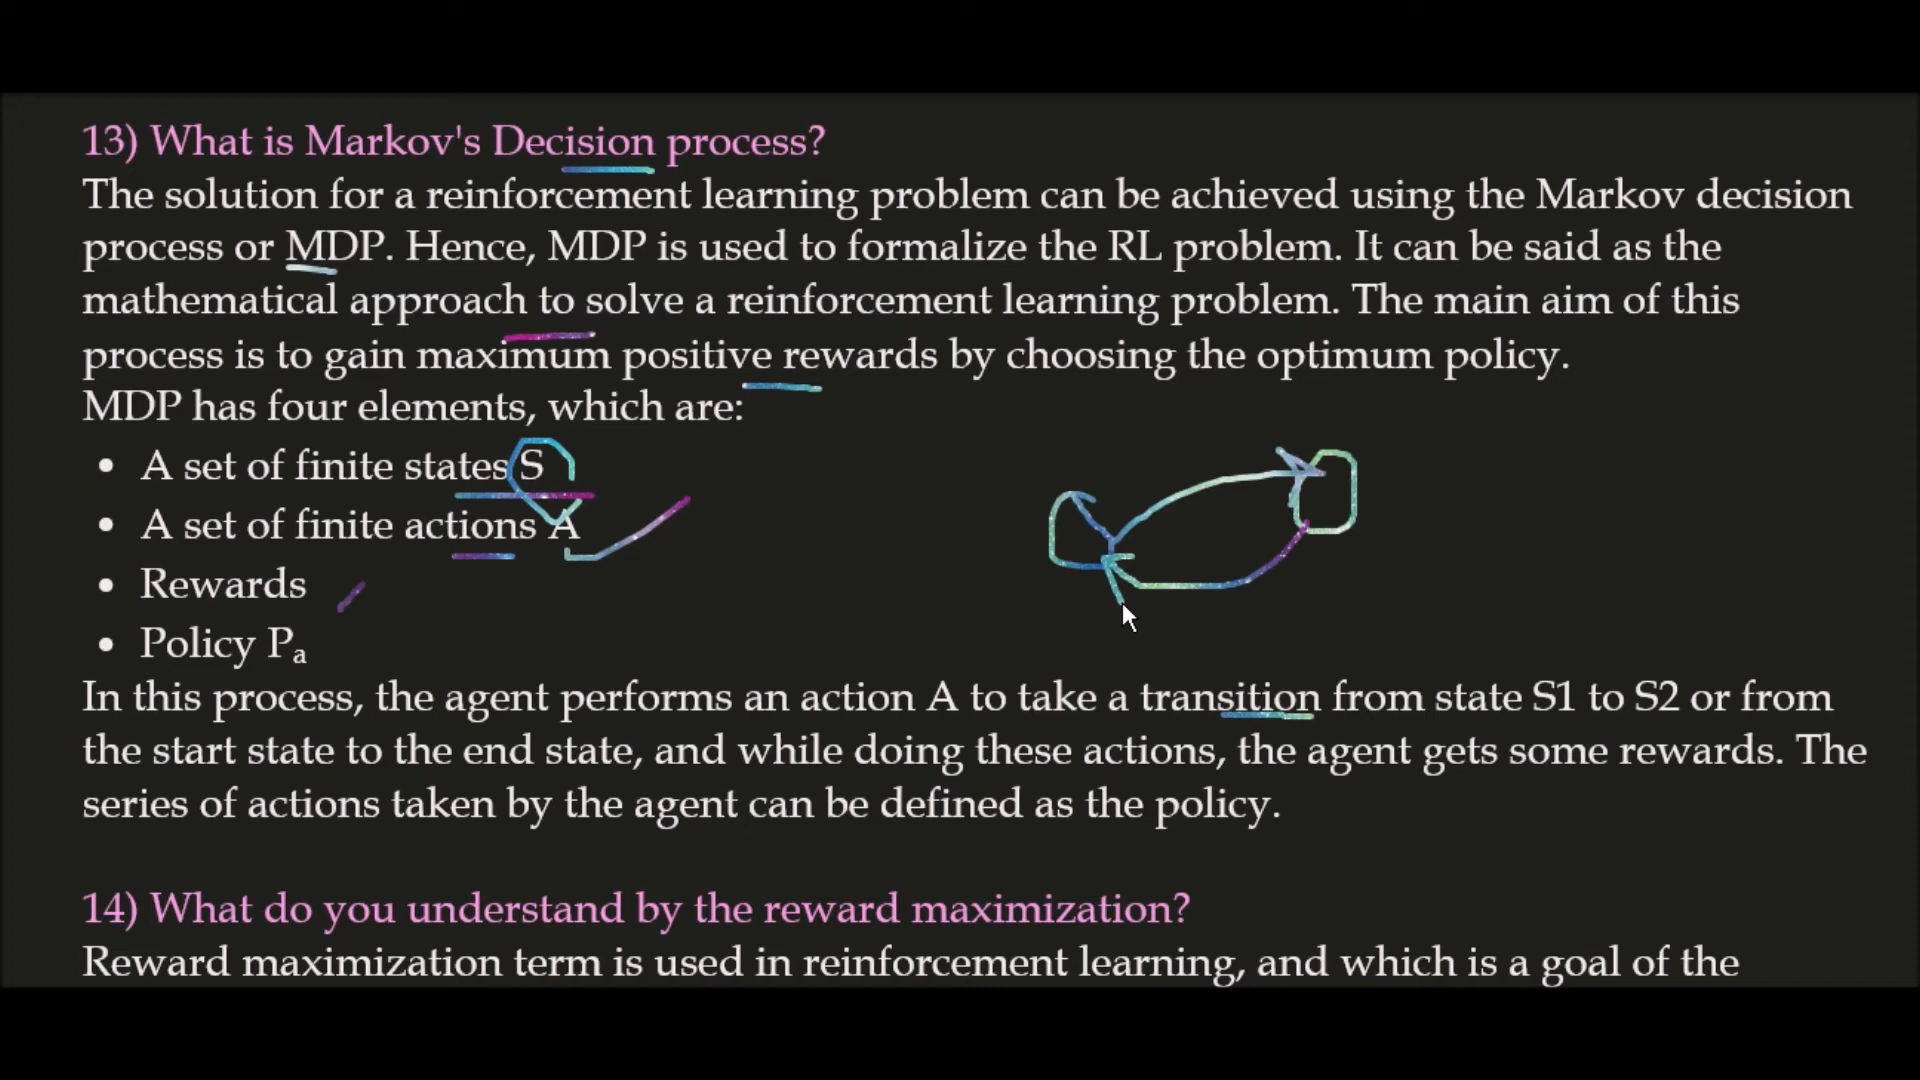 13) What is Markov's Decision process?
The solution for a reinforcement learning problem can be achieved using the Markov decision
process or MDP. Hence, MDP is used to formalize the RL problem. It can be said as the
mathematical approach to solve a reinforcement learning problem. The main aim of this
process is to gain maximum positive rewards by choosing the optimum policy.
MDP has four elements, which are:
• A set of finite states S
• A set of finite actions A
• Rewards
• Policy Pₐ
In this process, the agent performs an action A to take a transition from state S1 to S2 or from
the start state to the end state, and while doing these actions, the agent gets some rewards. The
series of actions taken by the agent can be defined as the policy.
14) What do you understand by the reward maximization?
Reward maximization term is used in reinforcement learning, and which is a goal of the